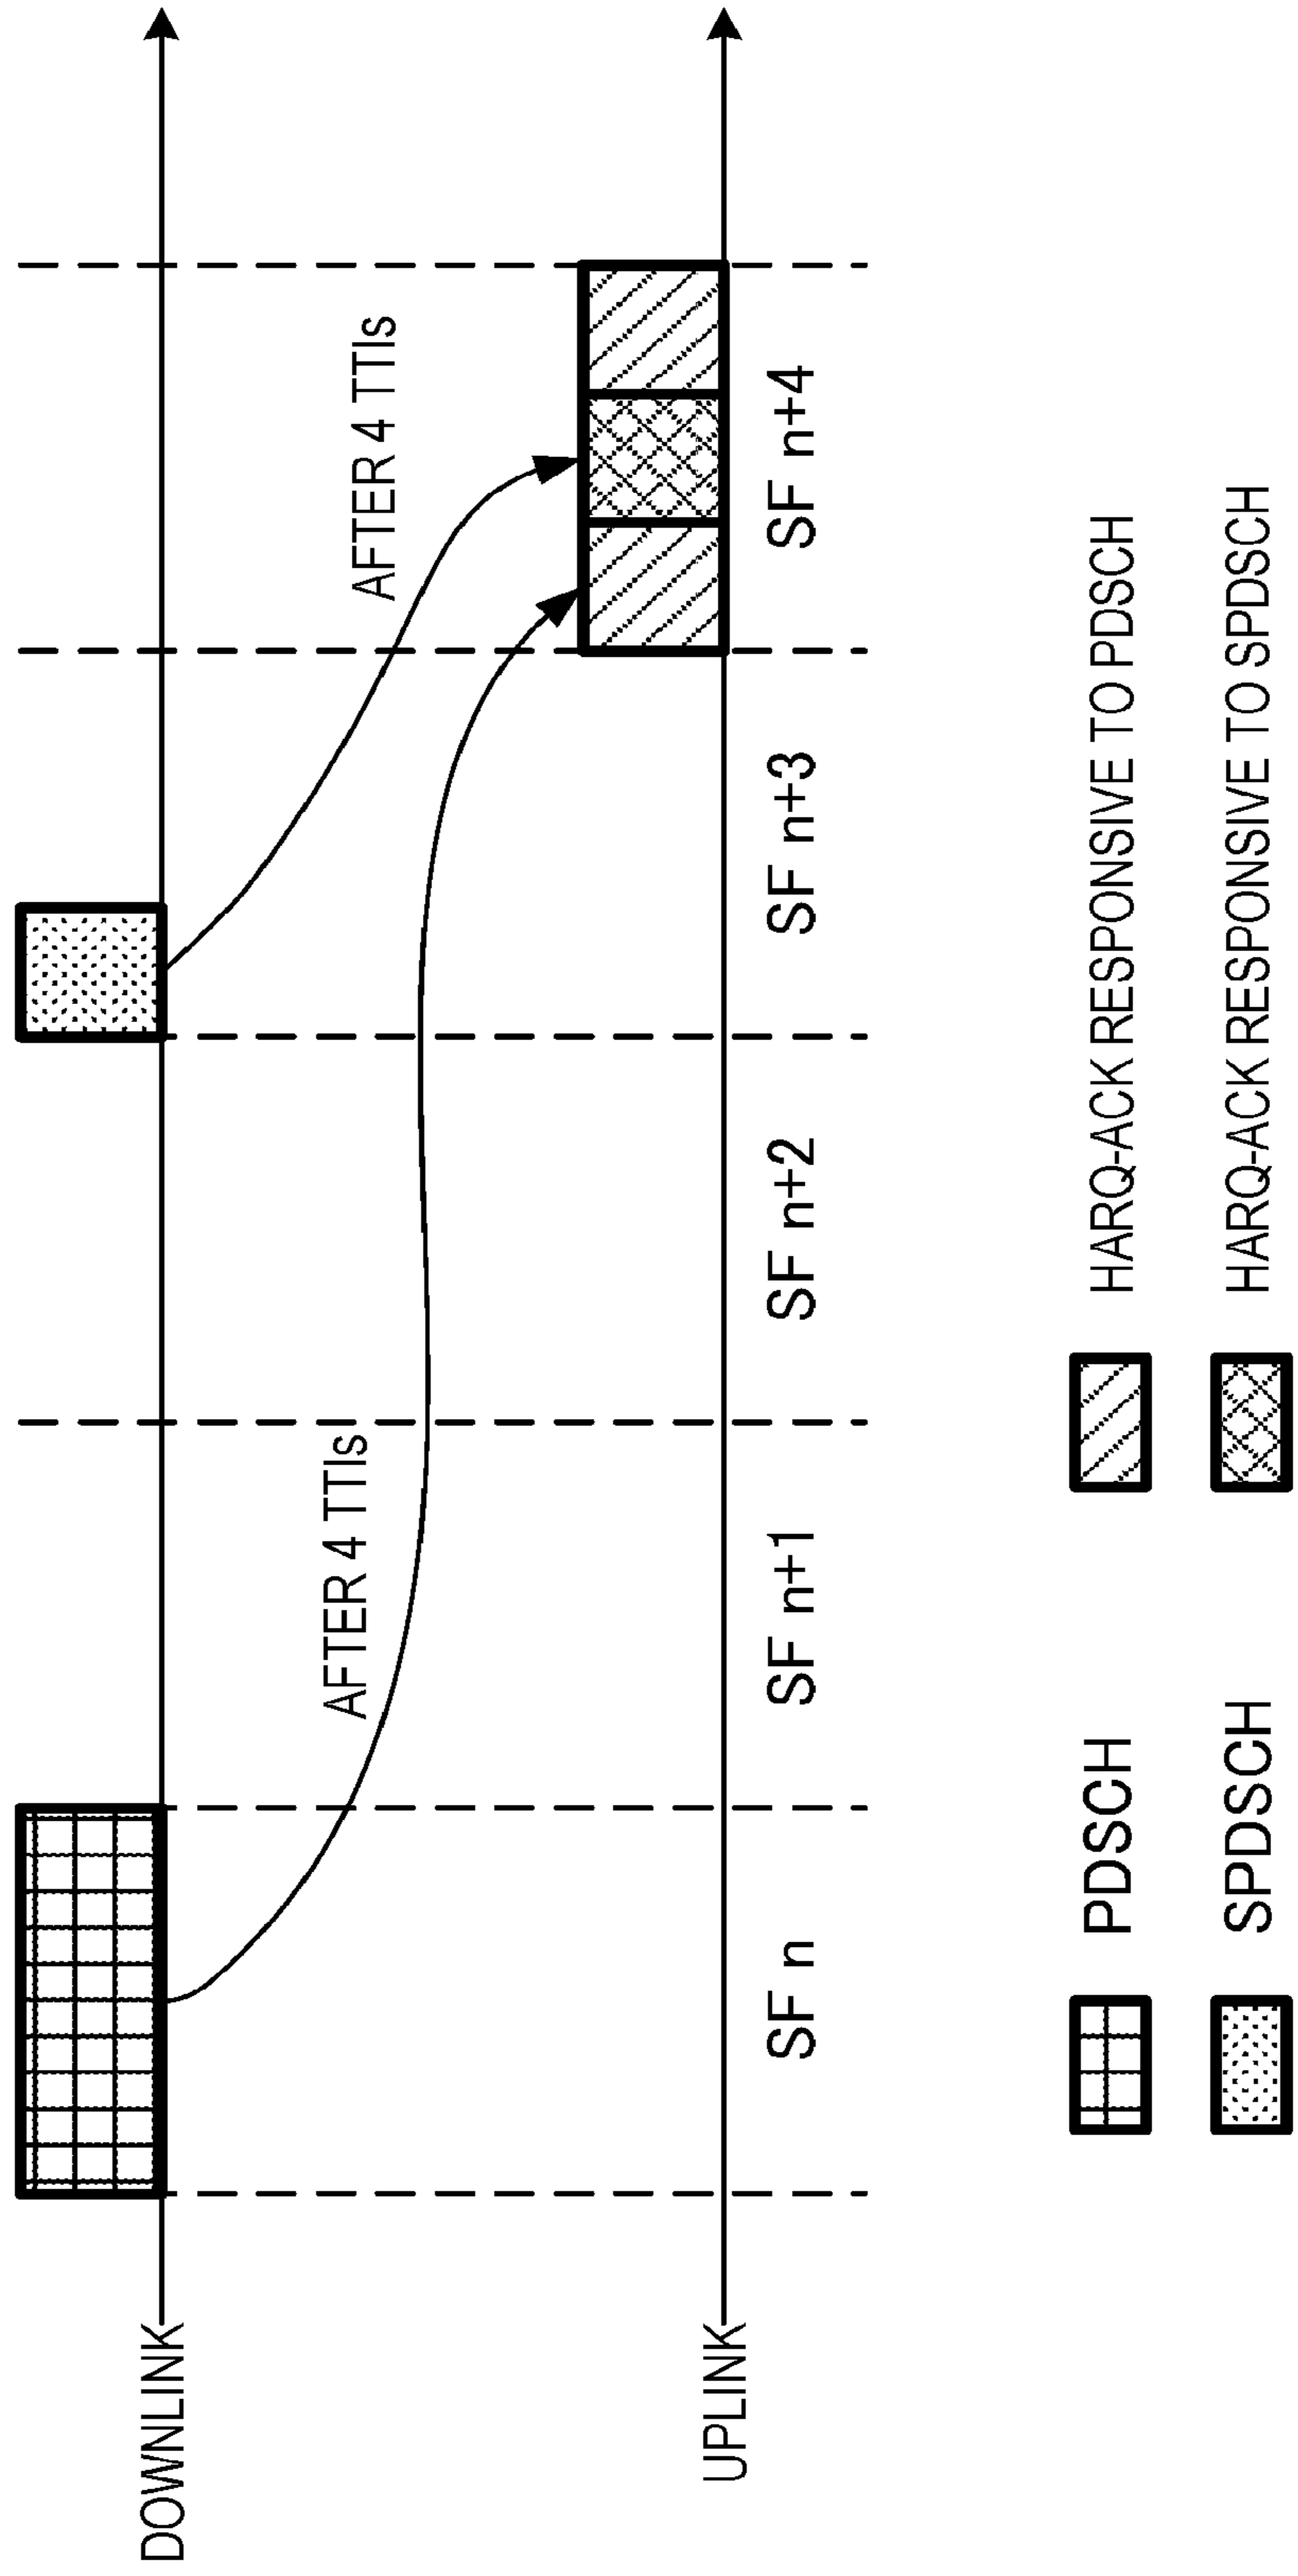 DOWNLINK
AFTER 4 TTIs
AFTER 4 TTIs
UPLINK
SF n
SF n+1
SF n+2
SF n+3
SF n+4
PDSCH
HARQ-ACK RESPONSIVE TO PDSCH
SPDSCH
HARQ-ACK RESPONSIVE TO SPDSCH